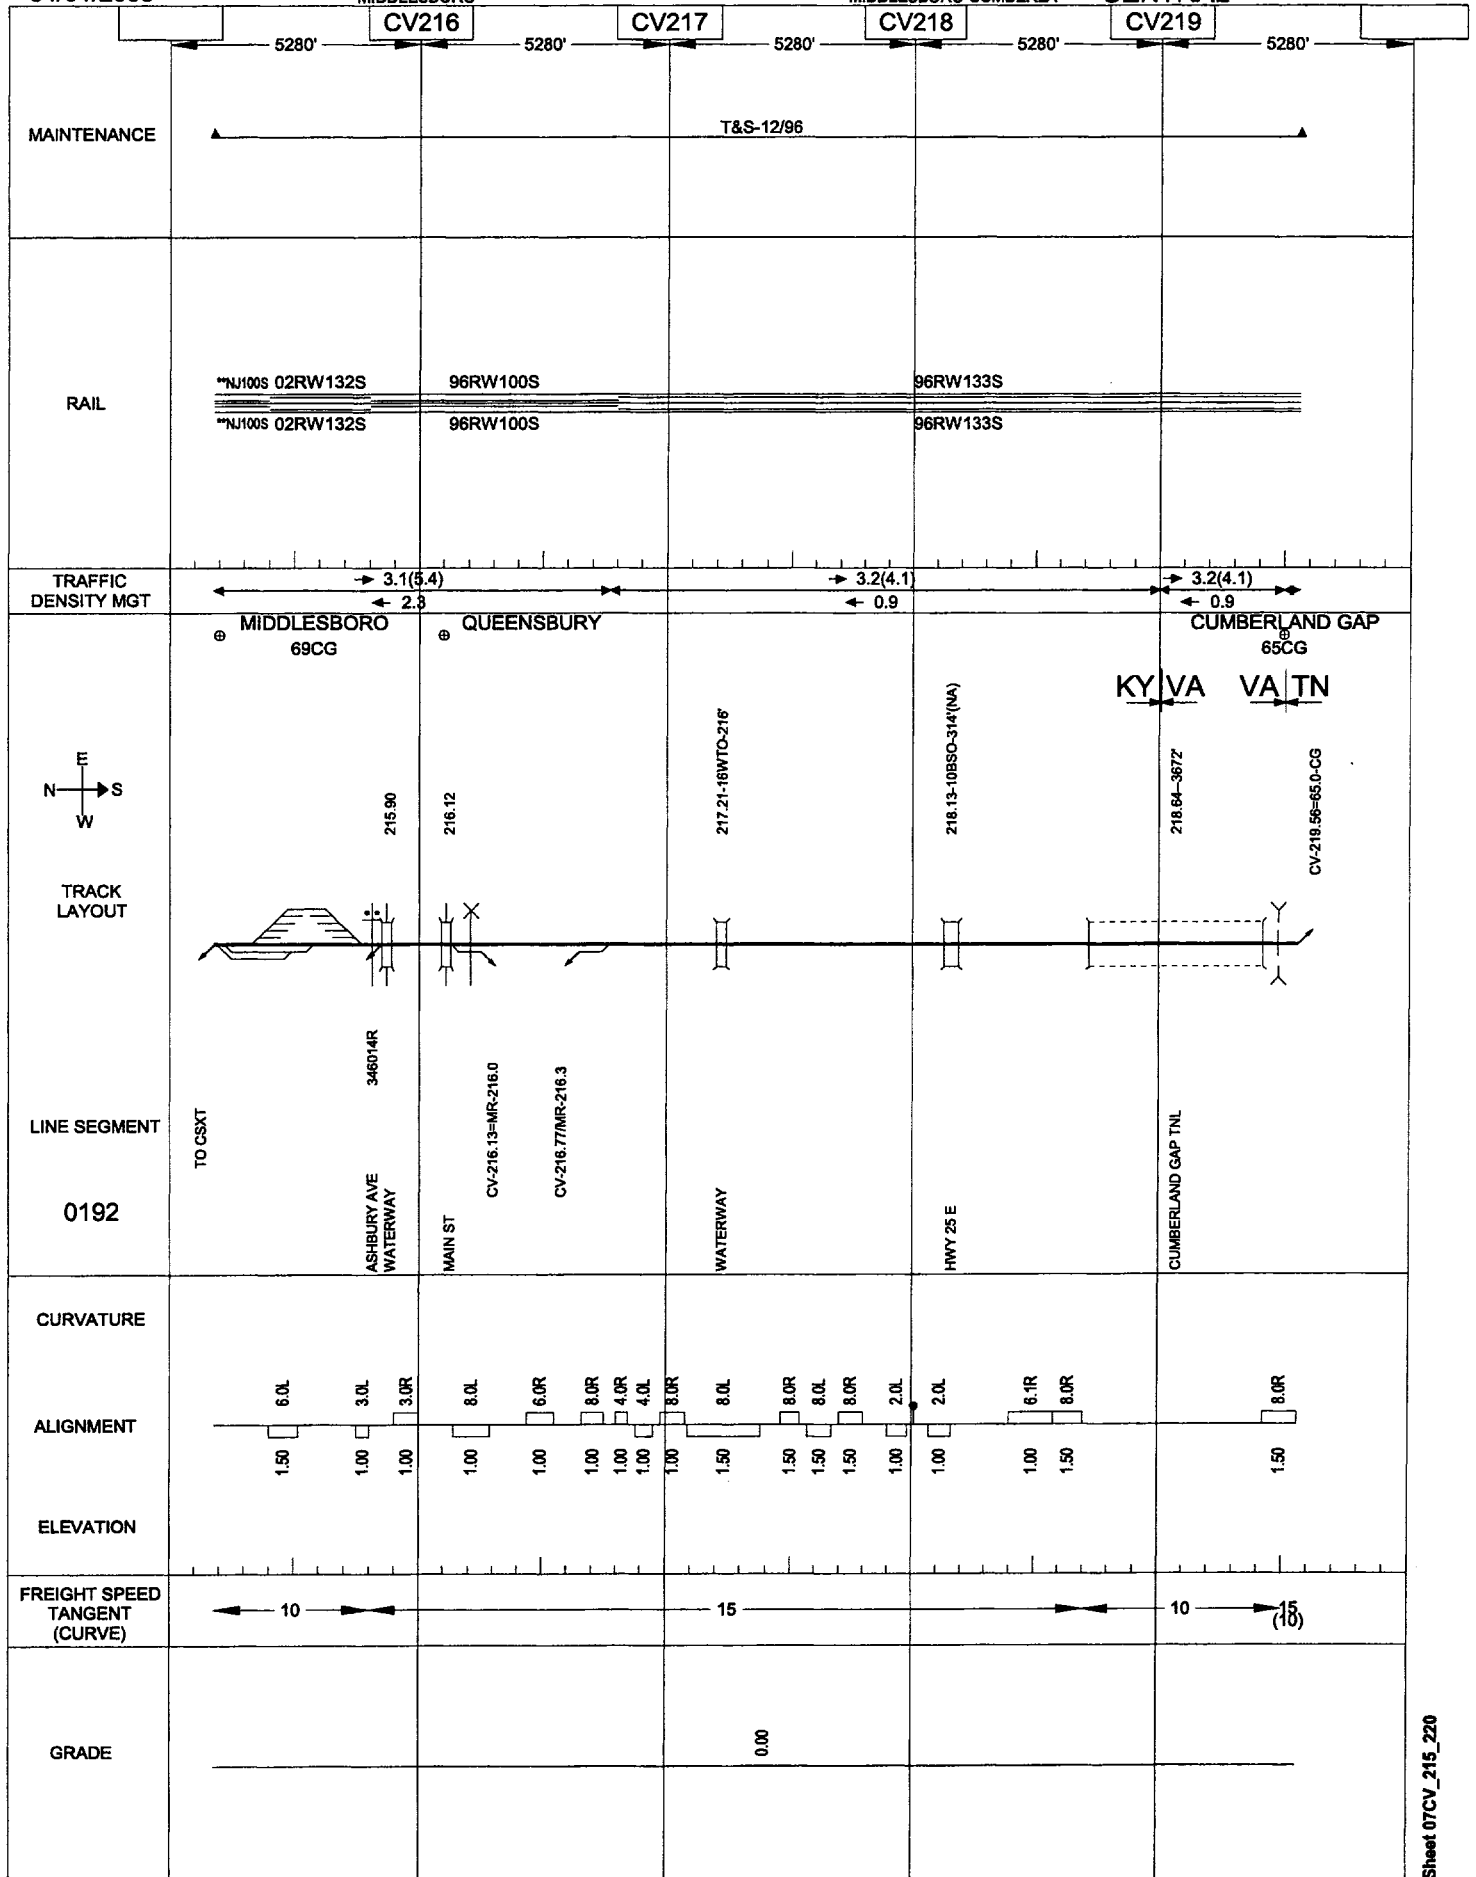 CV216 CV217 CV218 CV219
5280' 5280' 5280' 5280' 5280'
MAINTENANCE
T&S-12/96
RAIL
**NJ100S 02RW132S 96RW100S 96RW133S
**NJ100S 02RW132S 96RW100S 96RW133S
TRAFFIC
DENSITY MGT
3.1(5.4) 3.2(4.1) 3.2(4.1)
2.3 0.9 0.9
MIDDLESBORO QUEENSBURY CUMBERLAND GAP
69CG 65CG
KY VA VA TN
E
N S
W
215.90
216.12
217.21-16WTO-216'
218.13-10BSO-314'(NA)
218.64--3672'
CV-219.56=65.0-CG
TRACK
LAYOUT
LINE SEGMENT
0192
TO CSXT
346014R
ASHBURY AVE
WATERWAY
MAIN ST
CV-216.13=MR-216.0
CV-216.77/MR-216.3
WATERWAY
HWY 25 E
CUMBERLAND GAP TNL
CURVATURE
6.0L 3.0L 3.0R 8.0L 6.0R 8.0R 4.0R 4.0L 8.0R 8.0L 8.0R 8.0L 8.0R 2.0L 2.0L 6.1R 8.0R 8.0R
ALIGNMENT
1.50 1.00 1.00 1.00 1.00 1.00 1.00 1.00 1.00 1.50 1.50 1.50 1.50 1.00 1.00 1.00 1.50 1.50
ELEVATION
FREIGHT SPEED
TANGENT
(CURVE)
10 15 10 15
(10)
GRADE
0.00
Sheet 07CV_215_220